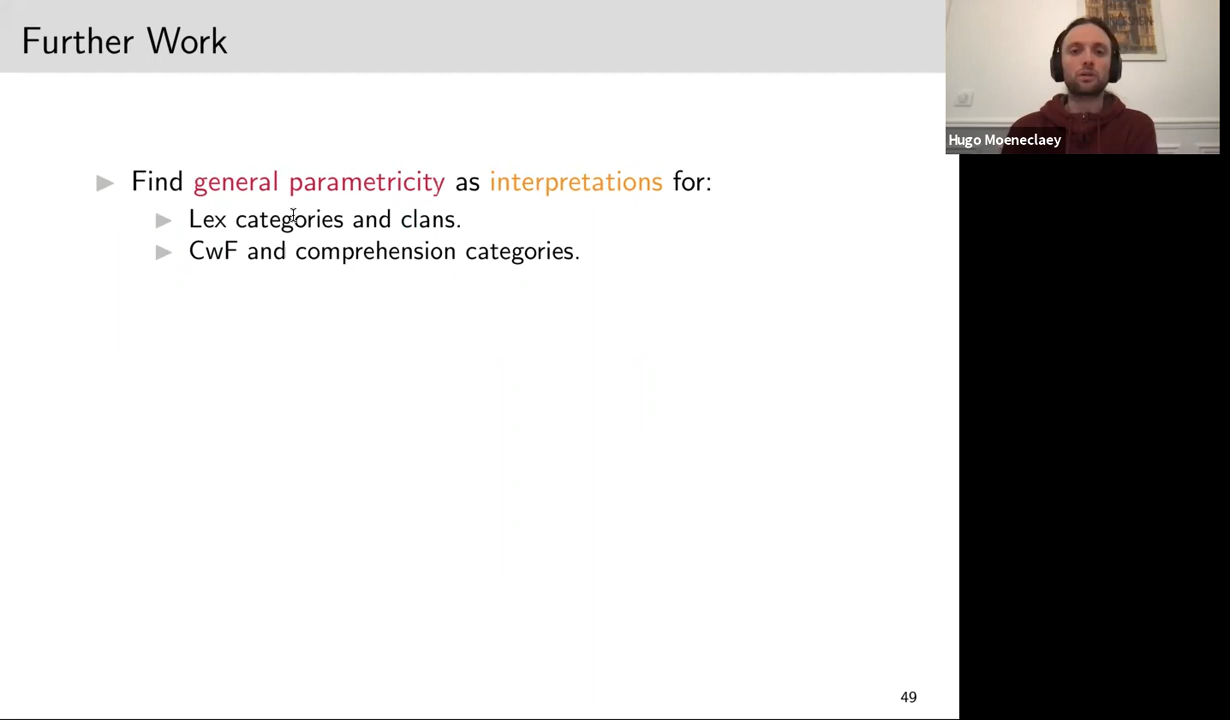 Further Work
Find general parametricity as interpretations for:
Lex categories and clans.
CwF and comprehension categories.
49
Hugo Moeneclaey